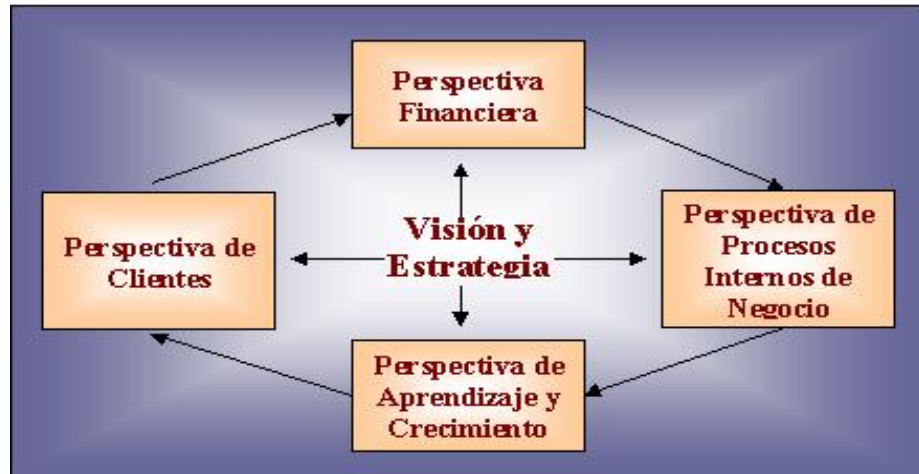 Perspectiva
Financiera
Perspectiva de
Clientes
Visión y
Estrategia
Perspectiva de
Procesos
Internos de
Negocio
Perspectiva de
Aprendizaje y
Crecimiento